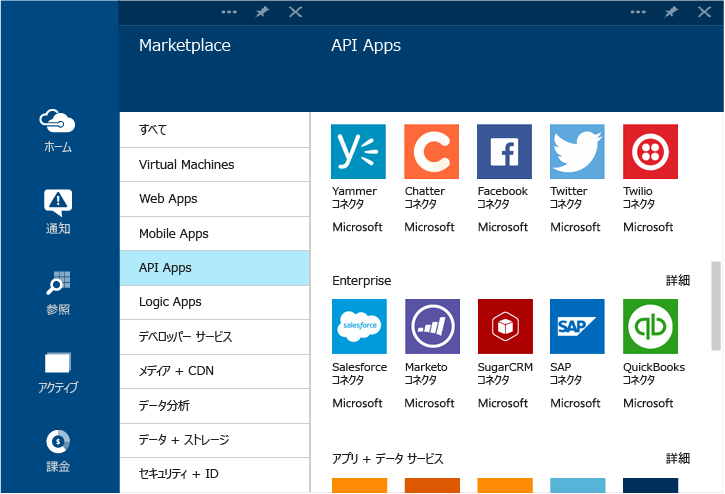 Marketplace
API Apps
ホーム
通知
参照
アクティブ
課金
すべて
Virtual Machines
Web Apps
Mobile Apps
API Apps
Logic Apps
デベロッパー サービス
メディア + CDN
データ分析
データ + ストレージ
セキュリティ + ID
Yammer
コネクタ
Microsoft
Chatter
コネクタ
Microsoft
Facebook
コネクタ
Microsoft
Twitter
コネクタ
Microsoft
Twilio
コネクタ
Microsoft
Enterprise
詳細
salesforce
Salesforce
コネクタ
Microsoft
Marketo
コネクタ
Microsoft
SugarCRM
コネクタ
Microsoft
SAP
SAP
コネクタ
Microsoft
qb
QuickBooks
コネクタ
Microsoft
アプリ + データ サービス
詳細